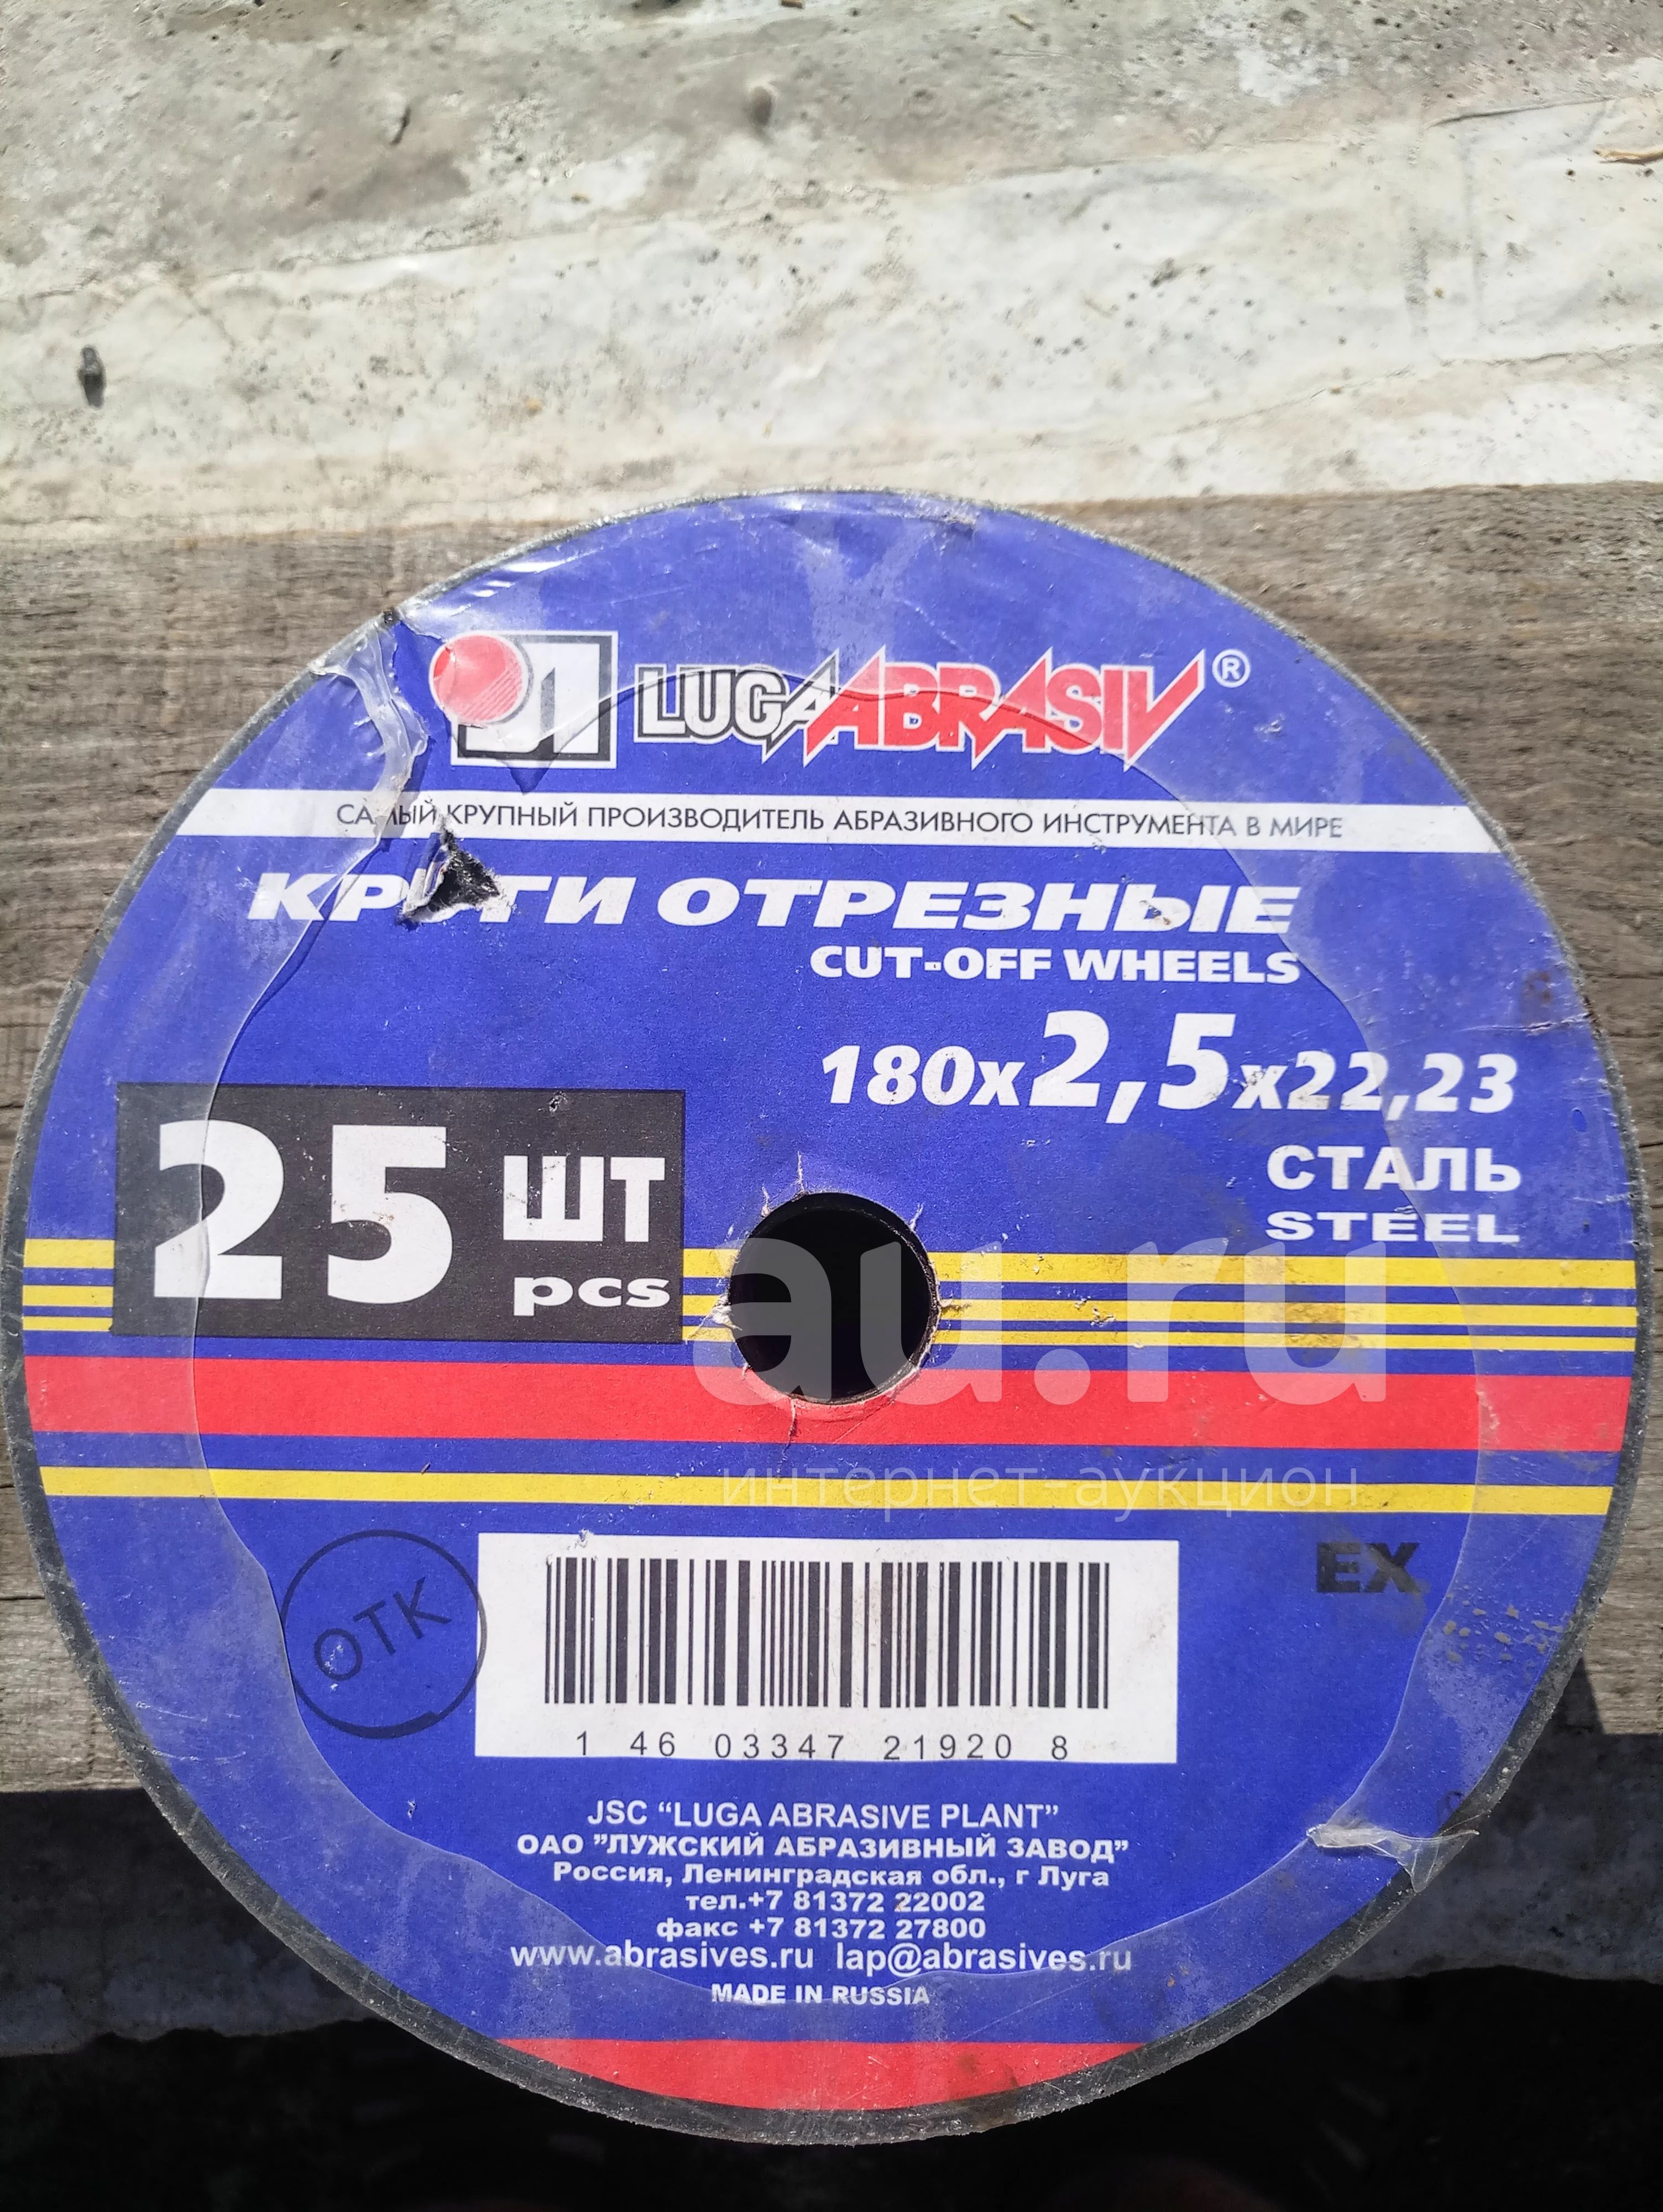 LUGAABRASIV®
САМЫЙ КРУПНЫЙ ПРОИЗВОДИТЕЛЬ АБРАЗИВНОГО ИНСТРУМЕНТА В МИРЕ
КРУГИ ОТРЕЗНЫЕ
CUT-OFF WHEELS
180x2,5x22,23
СТАЛЬ
STEEL
25 ШТ
pcs
au.ru
интернет-аукцион
EX
ОТК
1 46 03347 21920 8
JSC “LUGA ABRASIVE PLANT”
ОАО ”ЛУЖСКИЙ АБРАЗИВНЫЙ ЗАВОД”
Россия, Ленинградская обл., г Луга
тел.+7 81372 22002
факс +7 81372 27800
www.abrasives.ru lap@abrasives.ru
MADE IN RUSSIA